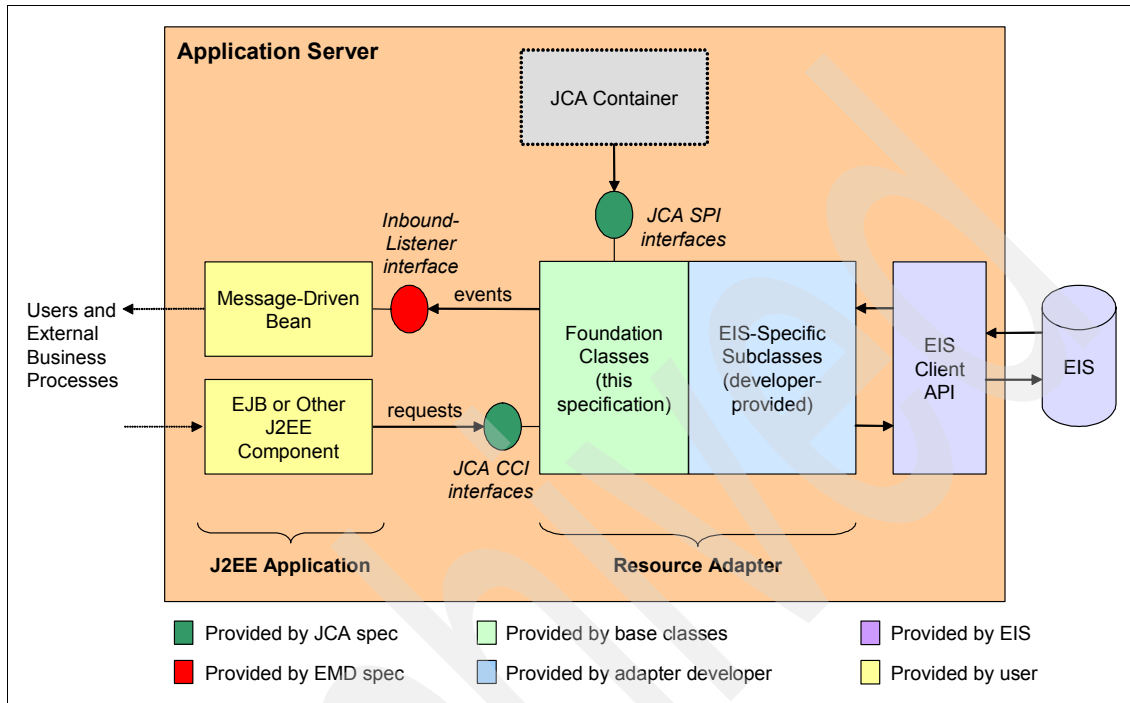 Application Server
JCA Container
JCA SPI
interfaces
Inbound-
Listener
interface
Users and
External
Business
Processes
Message-Driven
Bean
events
Foundation
Classes
(this
specification)
EIS-Specific
Subclasses
(developer-
provided)
EIS
Client
API
EIS
EJB or Other
J2EE
Component
requests
JCA CCI
interfaces
J2EE Application
Resource Adapter
Provided by JCA spec
Provided by base classes
Provided by EIS
Provided by EMD spec
Provided by adapter developer
Provided by user